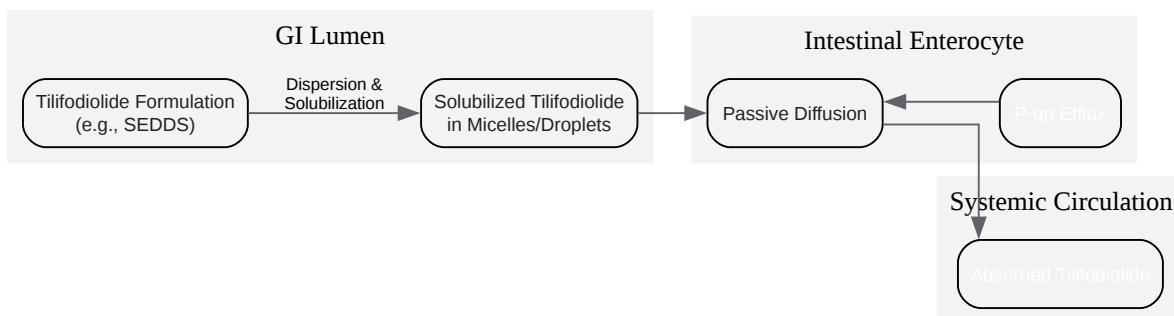 GI Lumen
Tilifodiolide Formulation
(e.g., SEDDS)
Dispersion &
Solubilization
Solubilized Tilifodiolide
in Micelles/Droplets
Intestinal Enterocyte
Passive Diffusion
P-gp Efflux
Systemic Circulation
Absorbed Tilifodiolide